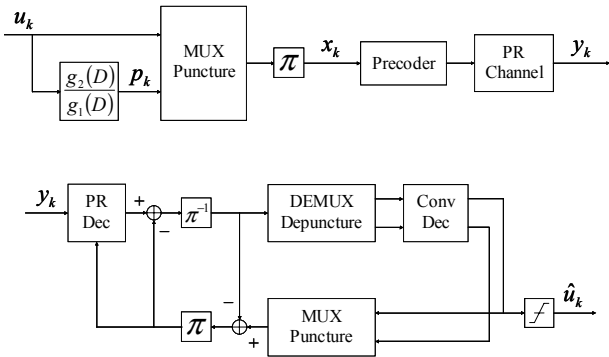 u_k
g_2(D)
g_1(D)
p_k
MUX
Puncture
π
x_k
Precoder
PR
Channel
y_k
y_k
PR
Dec
+
−
π^{-1}
DEMUX
Depuncture
Conv
Dec
π
−
+
MUX
Puncture
û_k